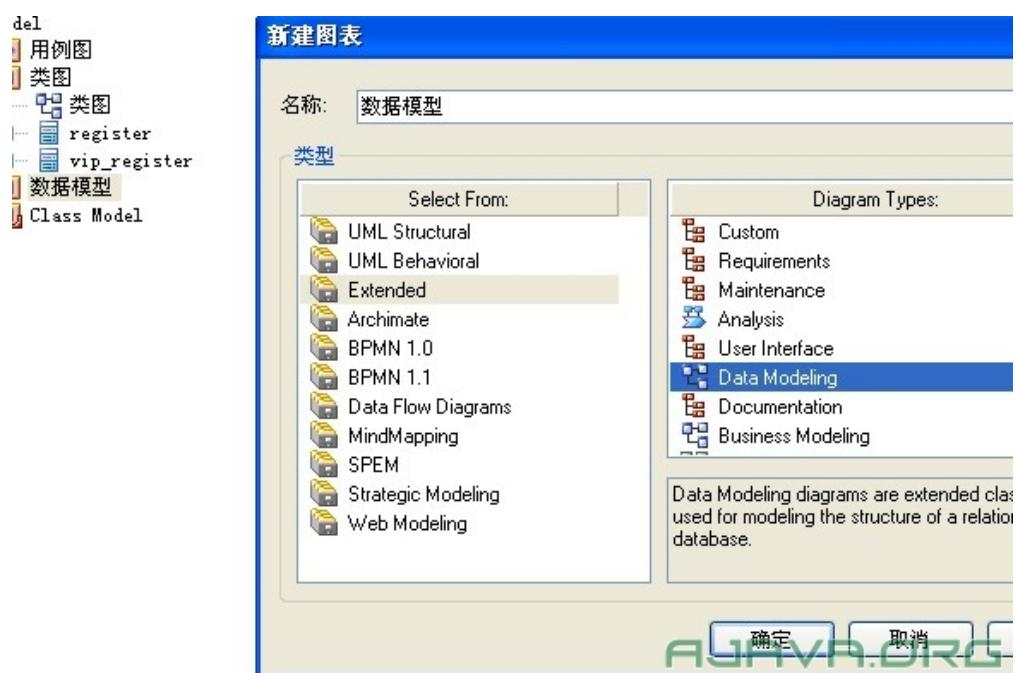 del
用例图
类图
类图
register
vip_register
数据模型
Class Model
新建图表
名称:
数据模型
类型
Select From:
UML Structural
UML Behavioral
Extended
Archimate
BPMN 1.0
BPMN 1.1
Data Flow Diagrams
MindMapping
SPEM
Strategic Modeling
Web Modeling
Diagram Types:
Custom
Requirements
Maintenance
Analysis
User Interface
Data Modeling
Documentation
Business Modeling
Data Modeling diagrams are extended clas
used for modeling the structure of a relation
database.
确定
取消
AJAVA.ORG